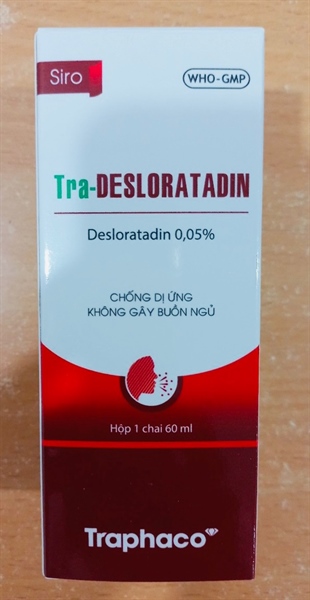 Siro
WHO-GMP
Tra-DESLORATADIN
Desloratadin 0,05%
CHỐNG DỊ ỨNG
KHÔNG GÂY BUỒN NGỦ
Hộp 1 chai 60 ml
Traphaco